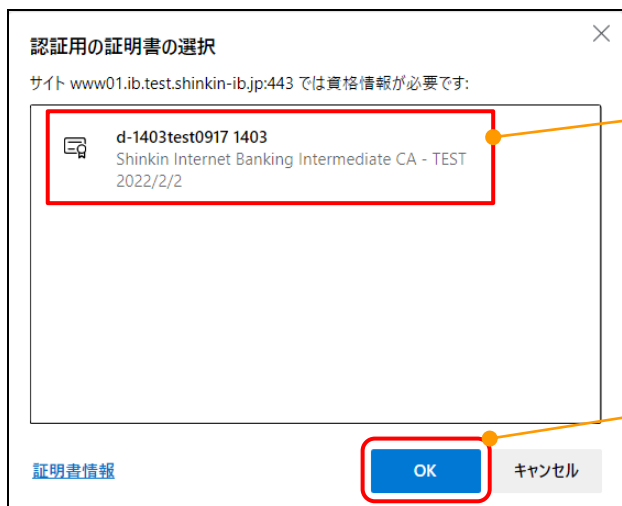 認証用の証明書の選択
サイト www01.ib.test.shinkin-ib.jp:443 では資格情報が必要です:
d-1403test0917 1403
Shinkin Internet Banking Intermediate CA - TEST
2022/2/2
証明書情報
OK
キャンセル